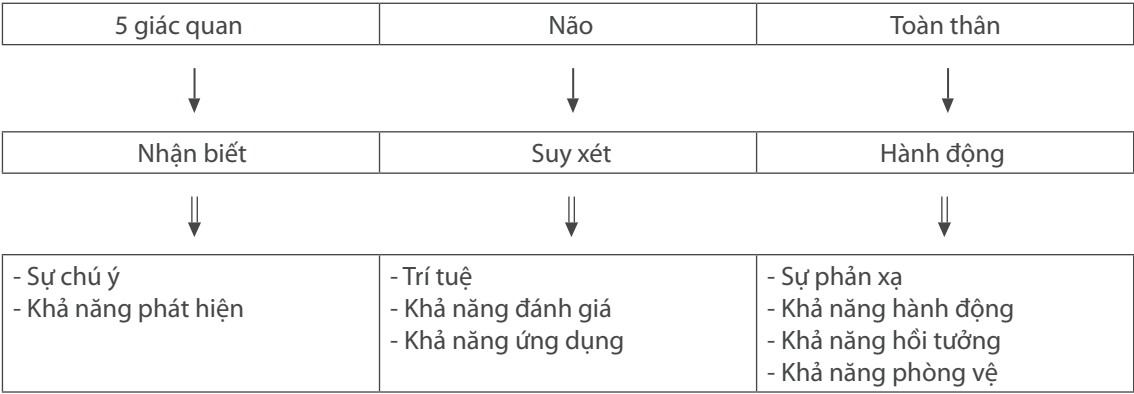 5 giác quan
Não
Toàn thân
Nhận biết
Suy xét
Hành động
- Sự chú ý
- Khả năng phát hiện
- Trí tuệ
- Khả năng đánh giá
- Khả năng ứng dụng
- Sự phản xạ
- Khả năng hành động
- Khả năng hồi tưởng
- Khả năng phòng vệ